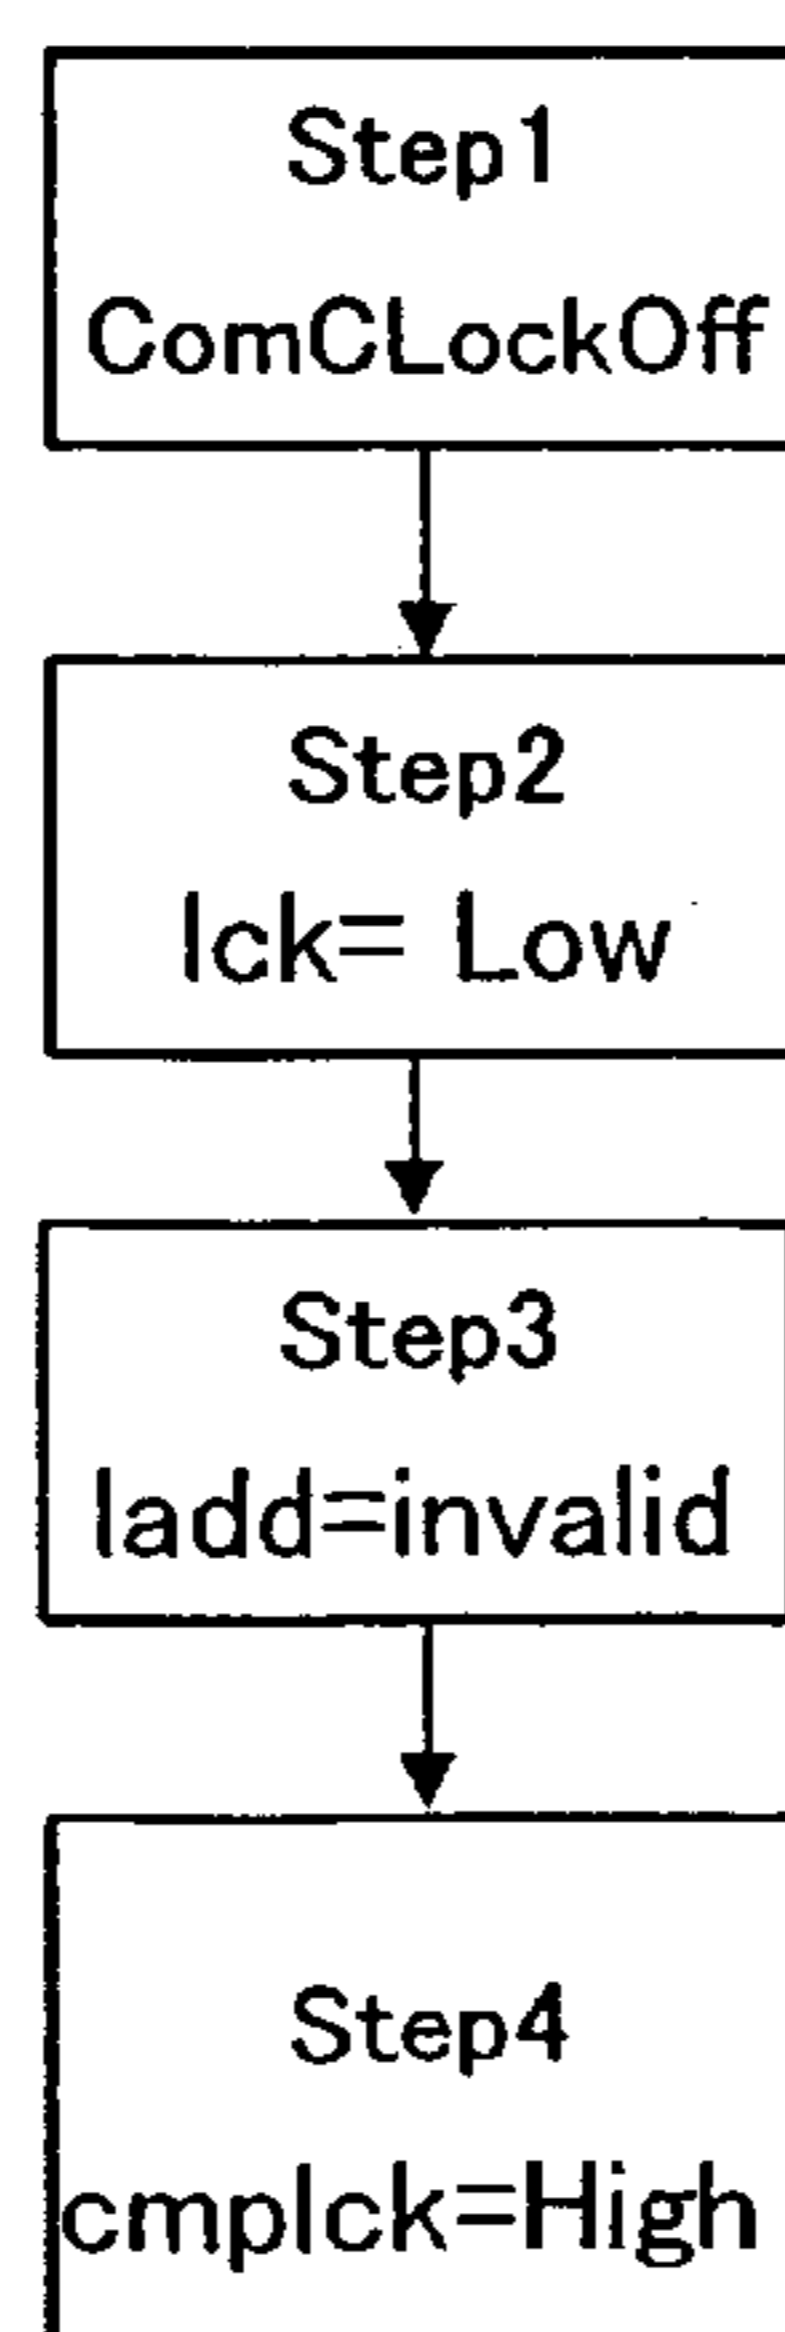 Step1
ComCLockOff
Step2
lck= Low
Step3
ladd=invalid
Step4
cmplck=High